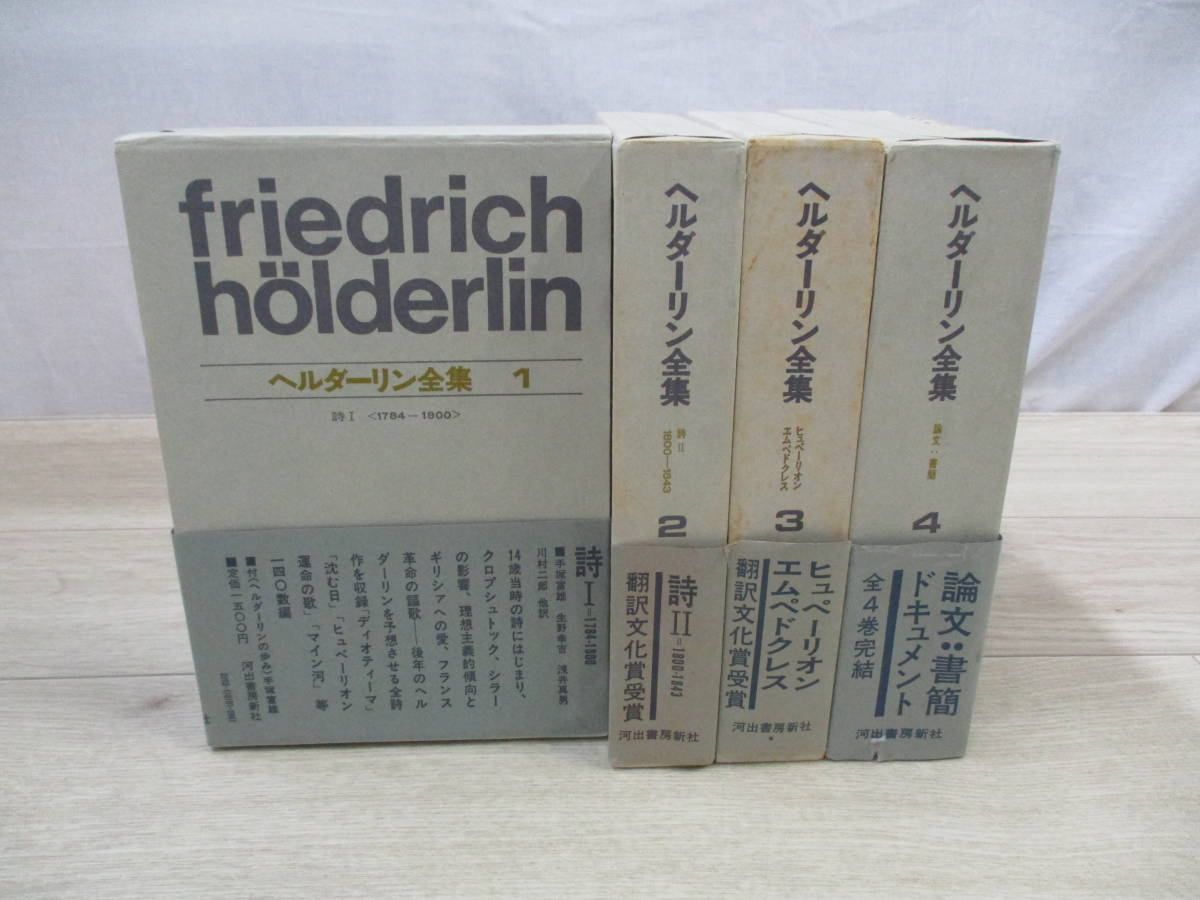 friedrich
hölderlin
ヘルダーリン全集 1
詩Ⅰ <1784－1800>
詩Ⅰ=1784-1800
■手塚富雄 生野幸吉 浅井真男
川村二郎 他訳
14歳当時の詩にはじまり、
クロプシュトック、シラー
の影響、理想主義的傾向と
ギリシアへの愛、フランス
革命の謳歌──後年のヘル
ダーリンを予想させる全詩
作を収録「ディオティーマ」
「沈む日」「ヒュペーリオン
運命の歌」「マイン河」等
一四〇数編
■付〈ヘルダーリンの歩み〉手塚富雄
■定価一五〇〇円 河出書房新社
ヘルダーリン全集
詩Ⅱ
1800―1843
2
詩Ⅱ=1800-1843
翻訳文化賞受賞
河出書房新社
ヘルダーリン全集
ヒュペーリオン
エムペドクレス
3
ヒュペーリオン
エムペドクレス
翻訳文化賞受賞
河出書房新社
ヘルダーリン全集
論文:書簡
4
論文:書簡
ドキュメント
全4巻完結
河出書房新社